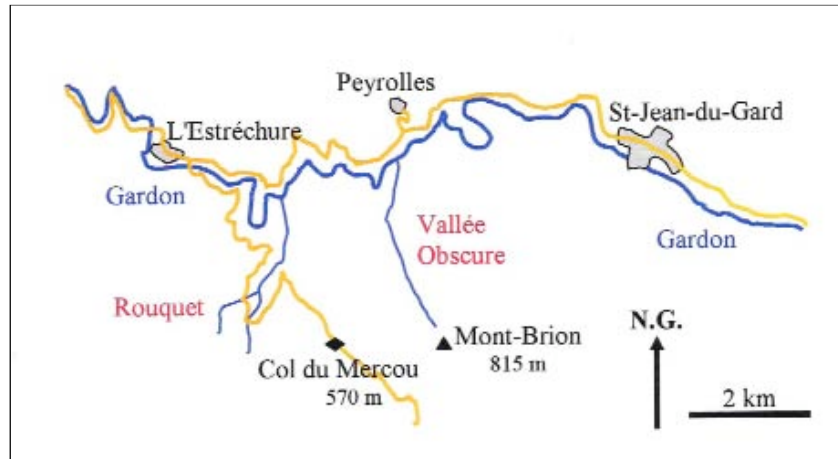 Peyrolles
St-Jean-du-Gard
L'Estréchure
Gardon
Vallée
Obscure
Gardon
Rouquet
N.G.
Mont-Brion
815 m
Col du Mercou
570 m
2 km